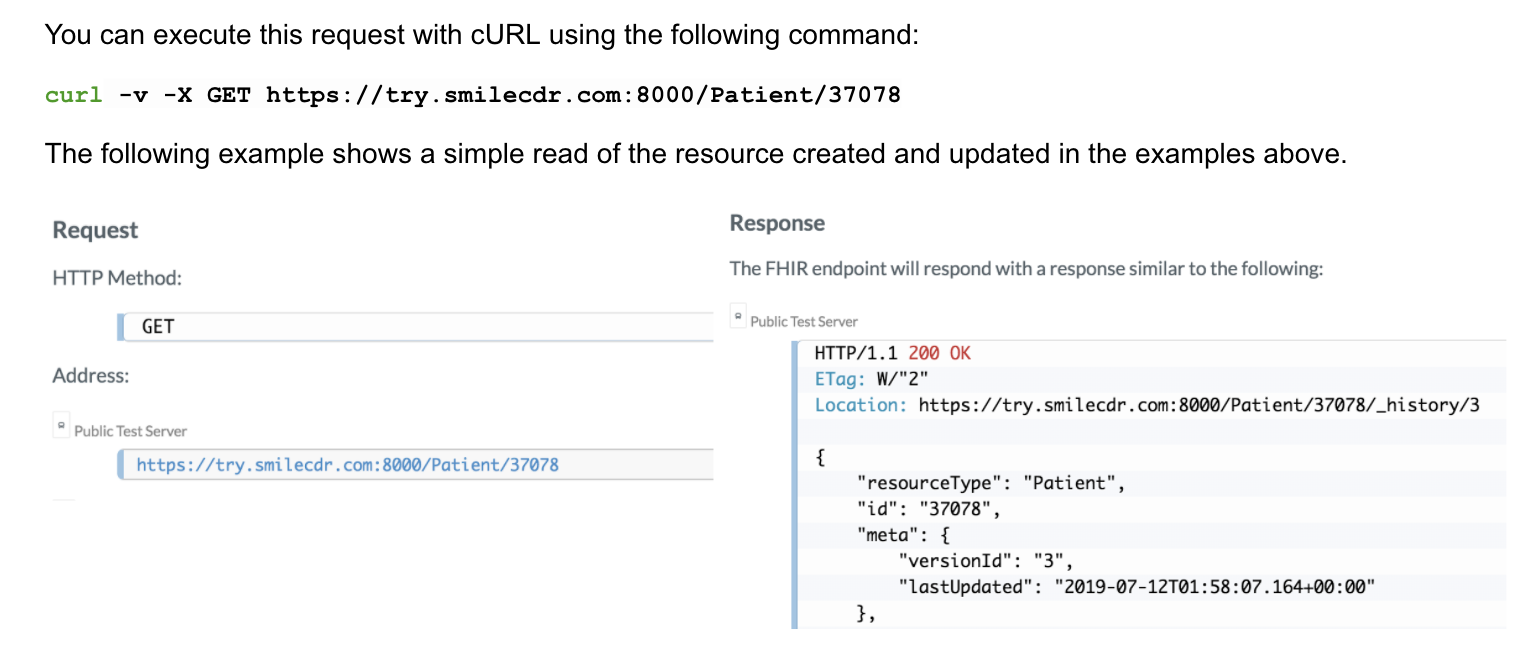 You can execute this request with cURL using the following command:
curl -v -X GET https://try.smilecdr.com:8000/Patient/37078
The following example shows a simple read of the resource created and updated in the examples above.
Request
HTTP Method:
GET
Address:
Public Test Server
https://try.smilecdr.com:8000/Patient/37078
Response
The FHIR endpoint will respond with a response similar to the following:
Public Test Server
HTTP/1.1 200 OK
ETag: W/"2"
Location: https://try.smilecdr.com:8000/Patient/37078/_history/3
{
"resourceType": "Patient",
"id": "37078",
"meta": {
"versionId": "3",
"lastUpdated": "2019-07-12T01:58:07.164+00:00"
},